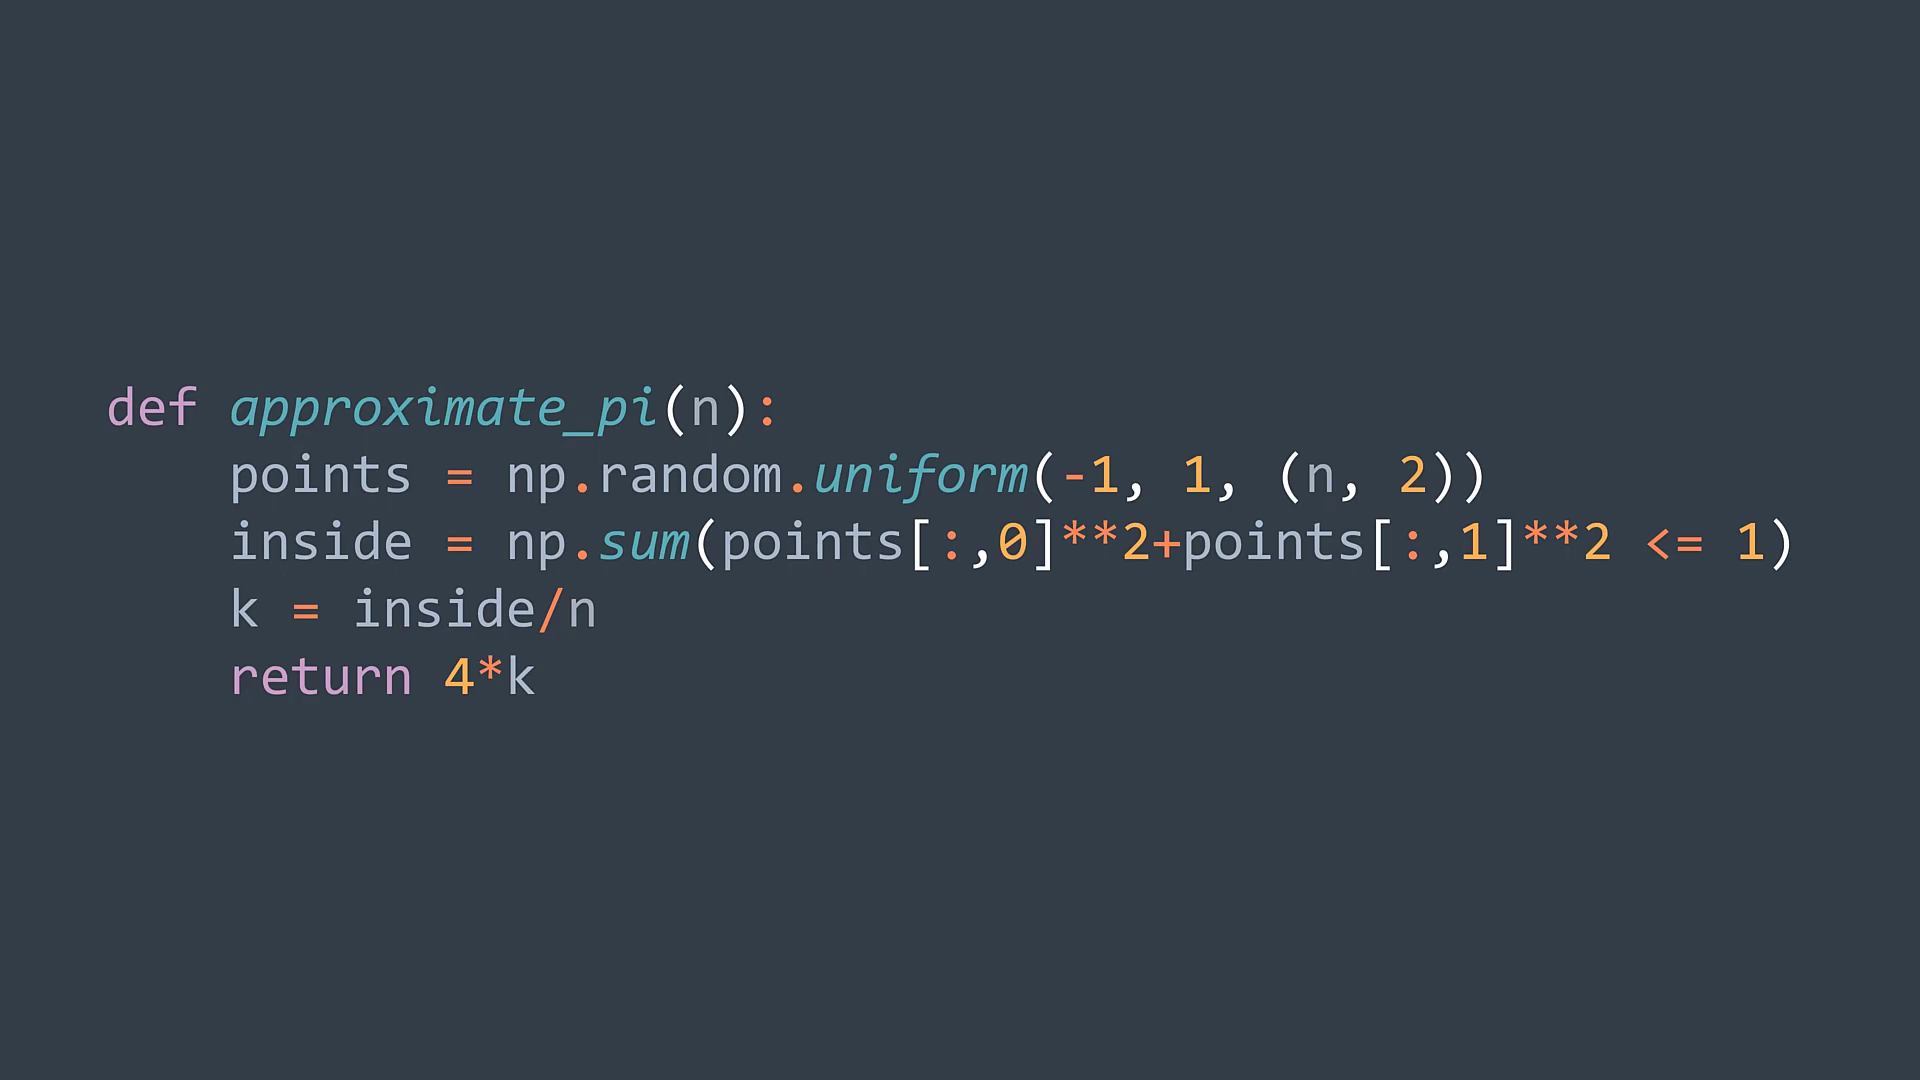 def approximate_pi(n):
    points = np.random.uniform(-1, 1, (n, 2))
    inside = np.sum(points[:,0]**2+points[:,1]**2 <= 1)
    k = inside/n
    return 4*k